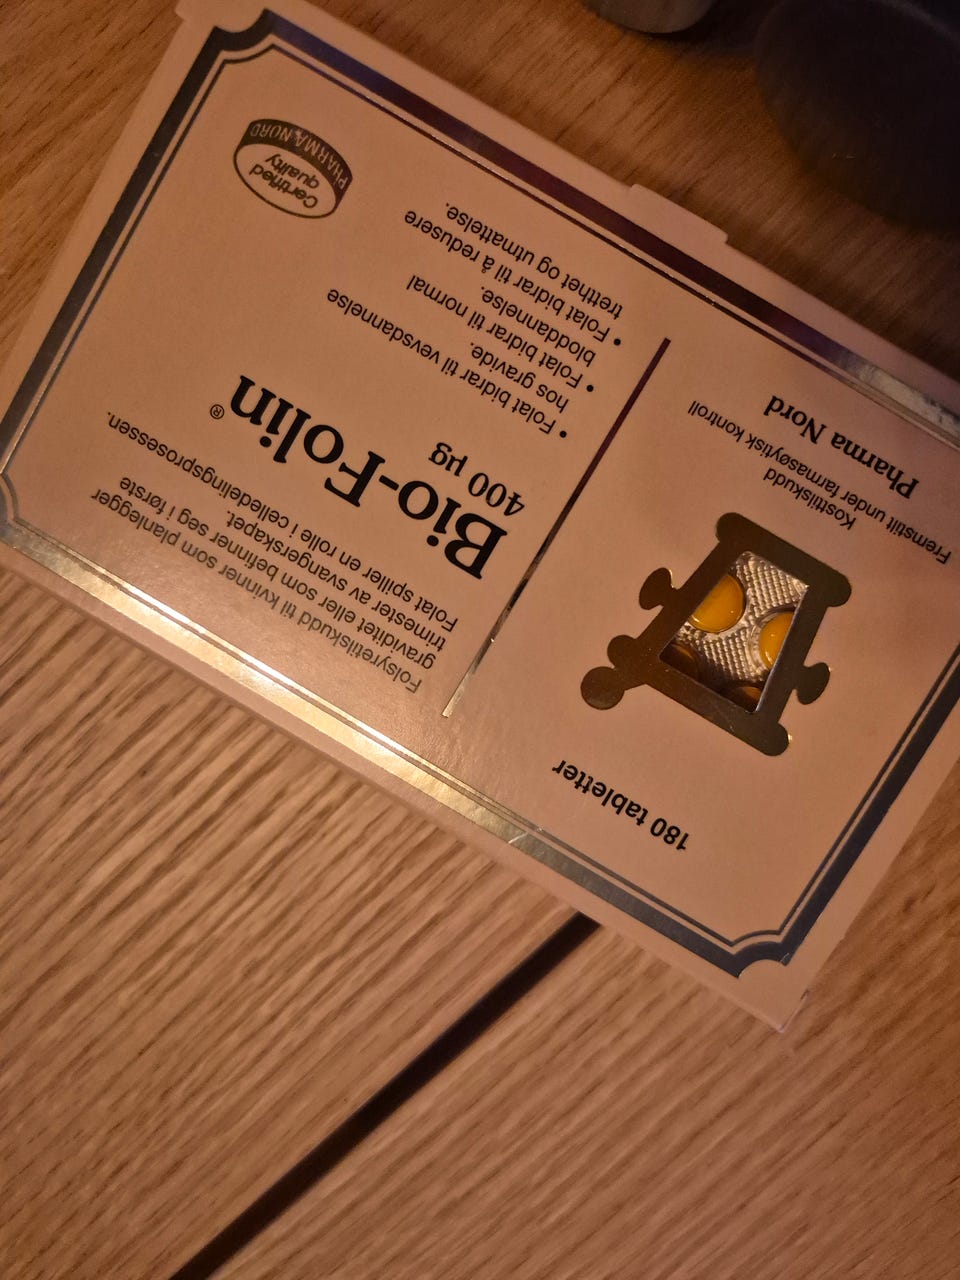 Folsyretilskudd til kvinner som planlegger
graviditet eller som befinner seg i første
trimester av svangerskapet.
Folat spiller en rolle i celledelingsprosessen.
Bio-Folin®
400 µg
• Folat bidrar til vevsdannelse
hos gravide.
• Folat bidrar til normal
bloddannelse.
• Folat bidrar til å redusere
tretthet og utmattelse.
Certified
quality
PHARMA NORD
180 tabletter
Kosttilskudd
Fremstilt under farmasøytisk kontroll
Pharma Nord